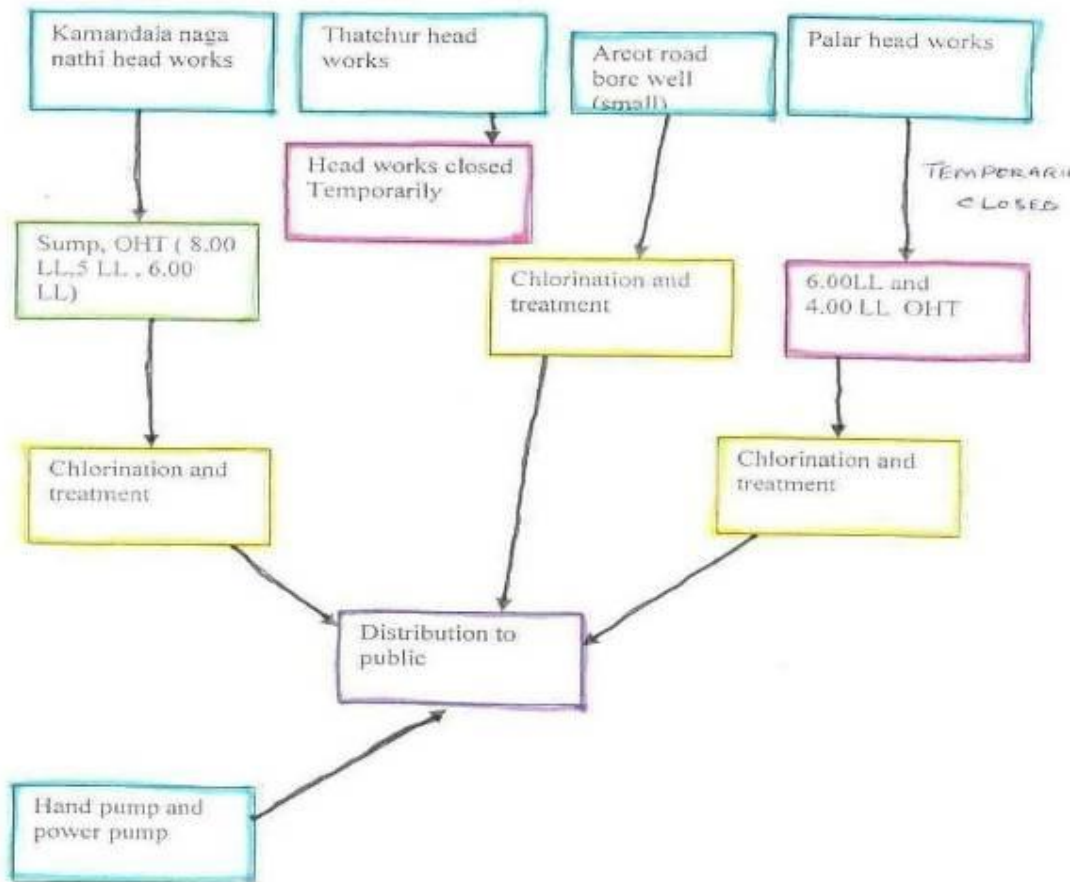 Kamandala naga
nathi head works
Thatchur head
works
Arcot road
bore well
(small)
Palar head works
Head works closed
Temporarily
TEMPORARI
CLOSED
Sump, OHT ( 8.00
LL,5 LL , 6.00
LL)
Chlorination and
treatment
6.00LL and
4.00 LL OHT
Chlorination and
treatment
Chlorination and
treatment
Distribution to
public
Hand pump and
power pump